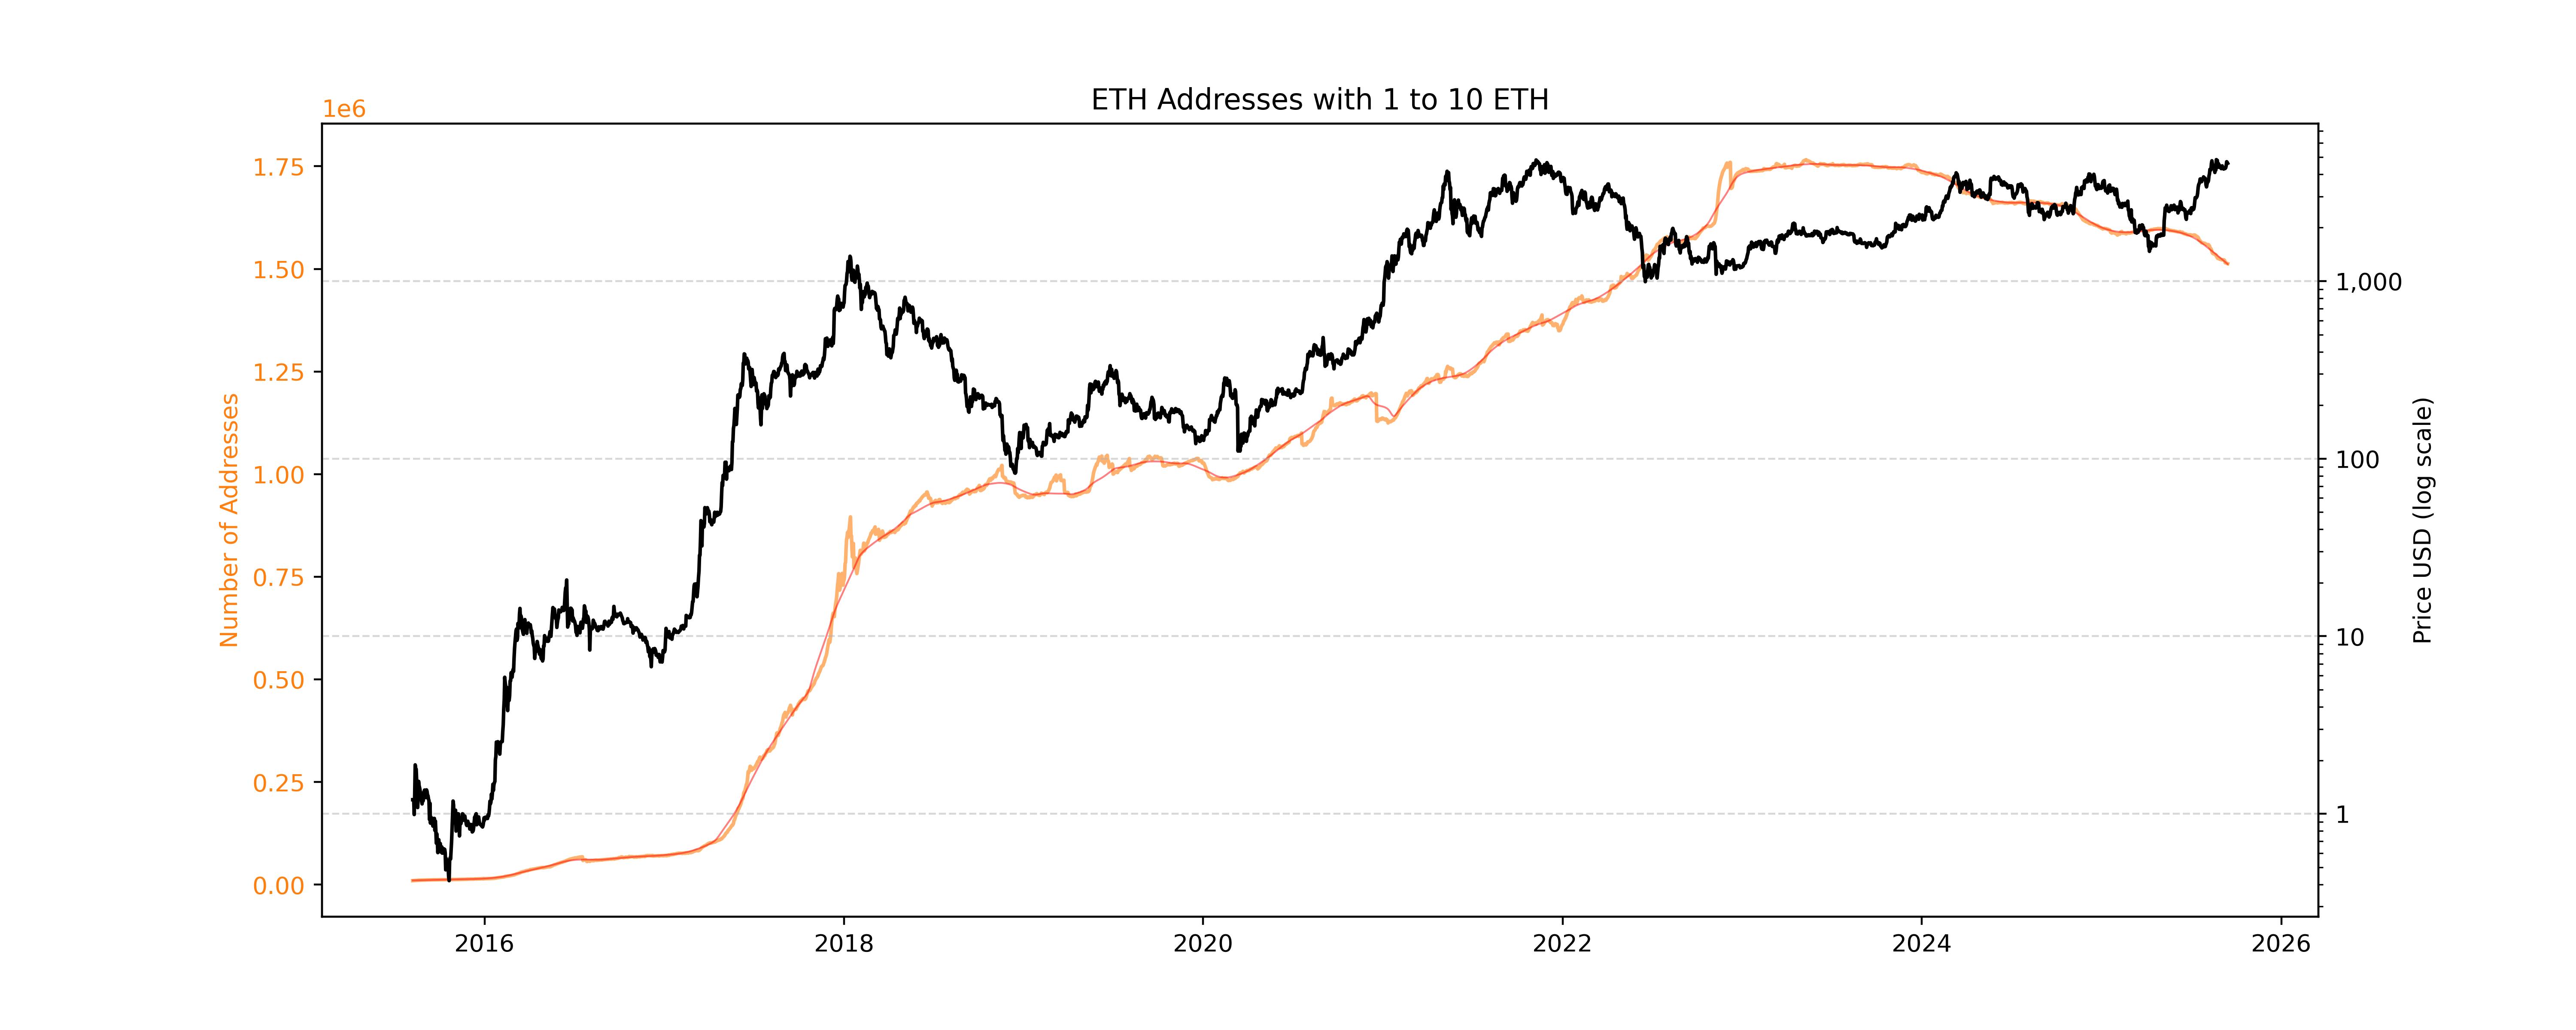 ETH Addresses with 1 to 10 ETH
1e6
1.75
1.50
1.25
1.00
0.75
0.50
0.25
0.00
Number of Addresses
1,000
100
10
1
Price USD (log scale)
2016 2018 2020 2022 2024 2026